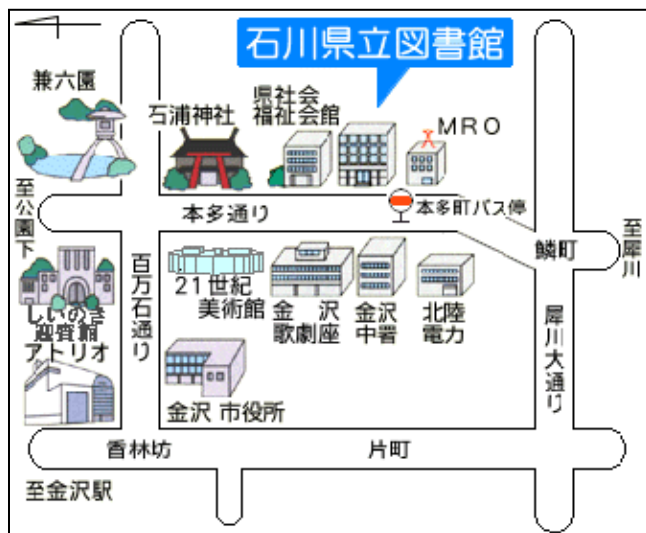 石川県立図書館
兼六園
石浦神社
県社会
福祉会館
MRO
至公園下
本多通り
本多町バス停
鱗町
至犀川
百万石通り
21世紀
美術館
金沢
歌劇座
金沢
中署
北陸
電力
犀川大通り
しいのき
迎賓館
アトリオ
金沢市役所
香林坊
片町
至金沢駅